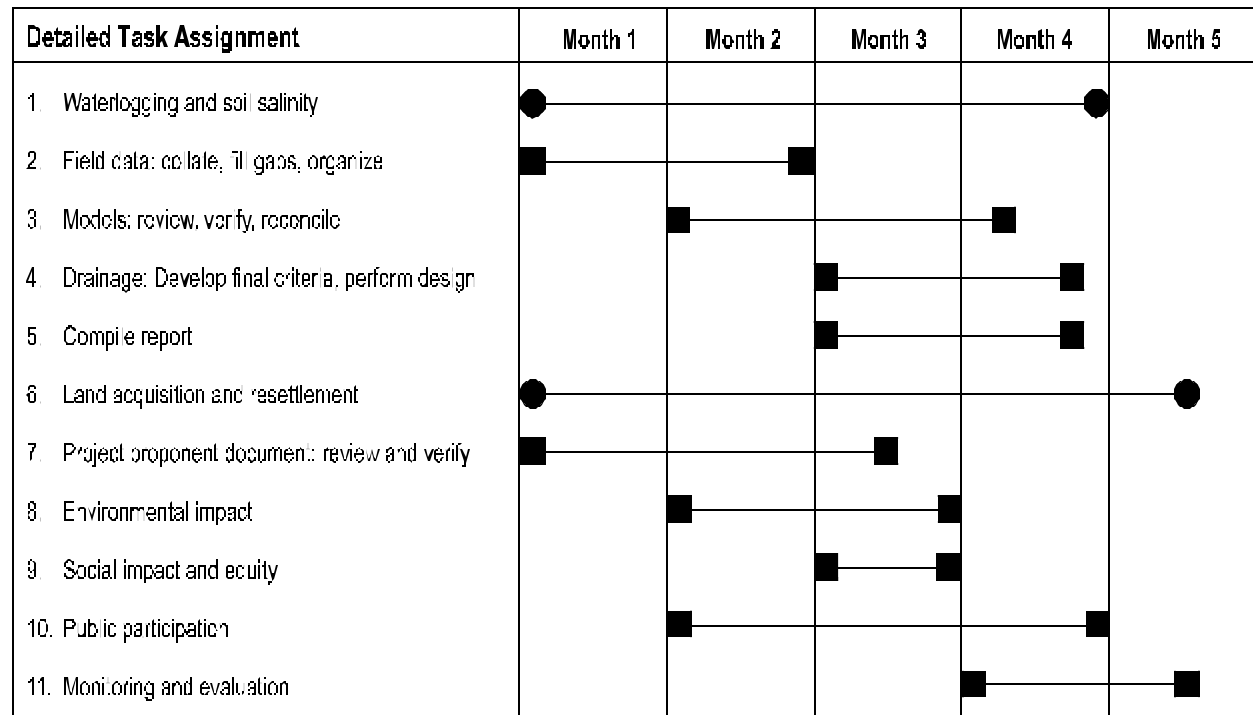 Detailed Task Assignment Month 1 Month 2 Month 3 Month 4 Month 5
1. Waterlogging and soil salinity
2. Field data: collate, fill gaps, organize
3. Models: review, verify, reconcile
4. Drainage: Develop final criteria, perform design
5. Compile report
6. Land acquisition and resettlement
7. Project proponent document: review and verify
8. Environmental impact
9. Social impact and equity
10. Public participation
11. Monitoring and evaluation